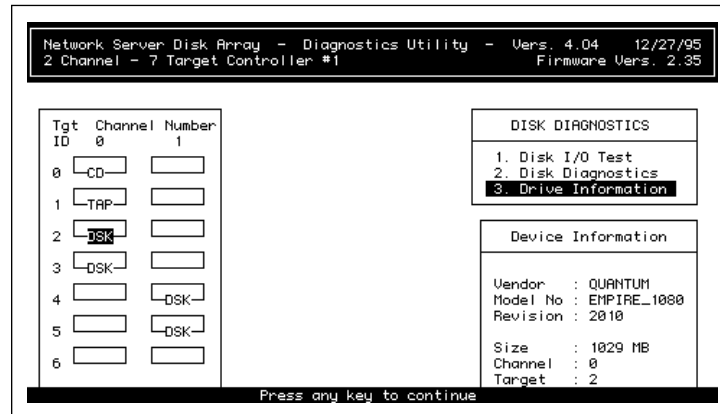 Network Server Disk Array - Diagnostics Utility - Vers. 4.04 12/27/95
2 Channel - 7 Target Controller #1 Firmware Vers. 2.35
Tgt Channel Number
ID 0 1
0 CD
1 TAP
2 DSK
3 DSK
4 DSK
5 DSK
6
DISK DIAGNOSTICS
1. Disk I/O Test
2. Disk Diagnostics
3. Drive Information
Device Information
Vendor : QUANTUM
Model No : EMPIRE_1080
Revision : 2010
Size : 1029 MB
Channel : 0
Target : 2
Press any key to continue